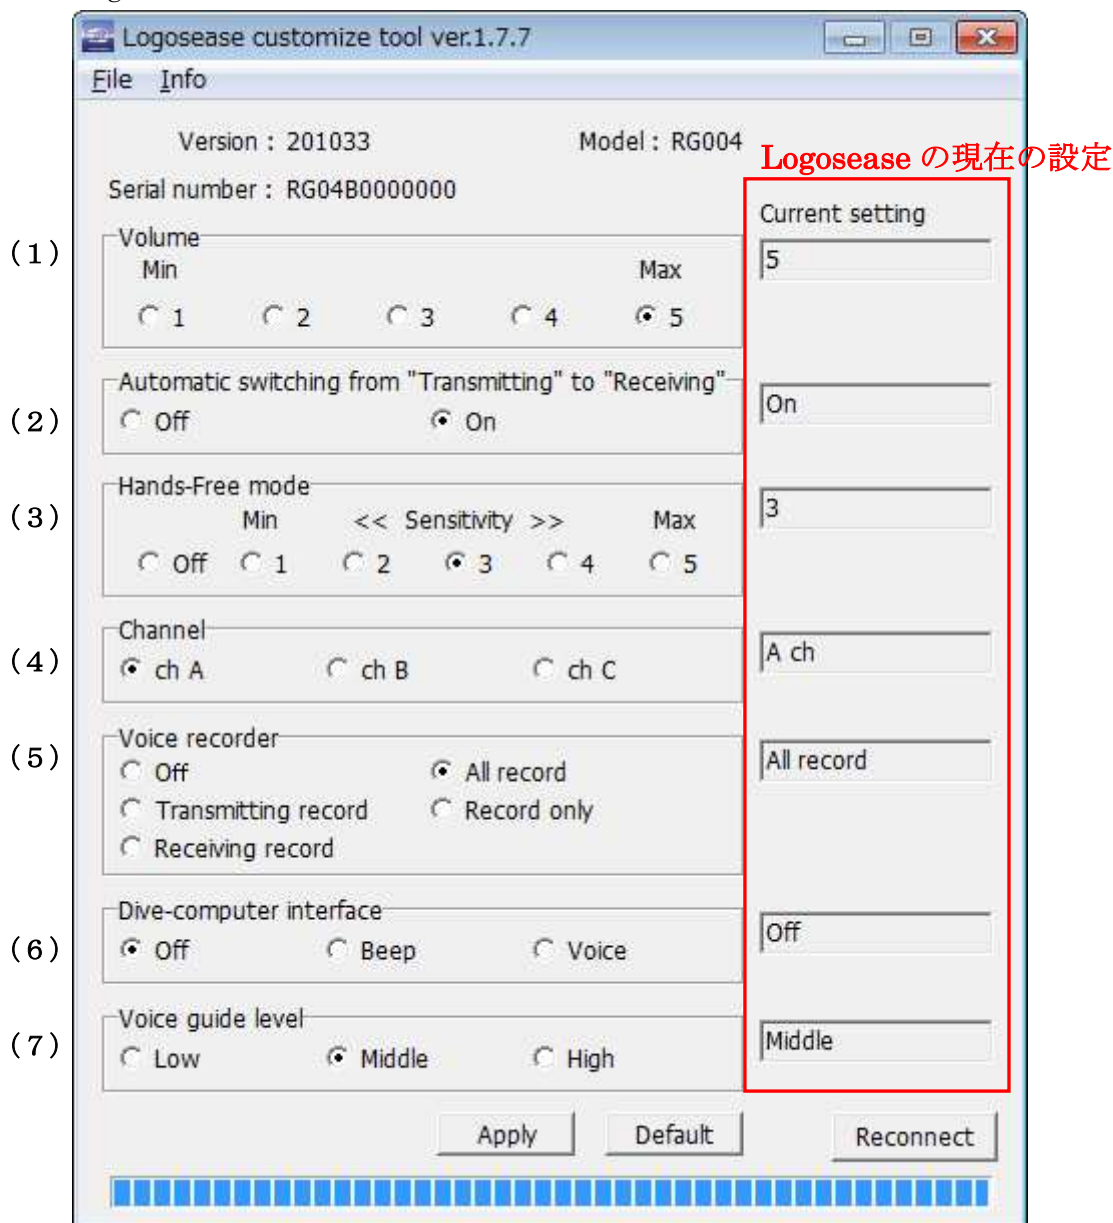 Logosease customize tool ver.1.7.7
File Info
Version : 201033 Model : RG004
Logosease の現在の設定
Serial number : RG04B0000000
Current setting
(1) Volume
5
Min Max
1 2 3 4 5
Automatic switching from "Transmitting" to "Receiving"
On
(2) Off On
Hands-Free mode
3
(3) Min << Sensitivity >> Max
Off 1 2 3 4 5
Channel
A ch
(4) ch A ch B ch C
Voice recorder
(5) All record
Off All record
Transmitting record Record only
Receiving record
Dive-computer interface
Off
(6) Off Beep Voice
Voice guide level
(7) Middle
Low Middle High
Apply Default Reconnect